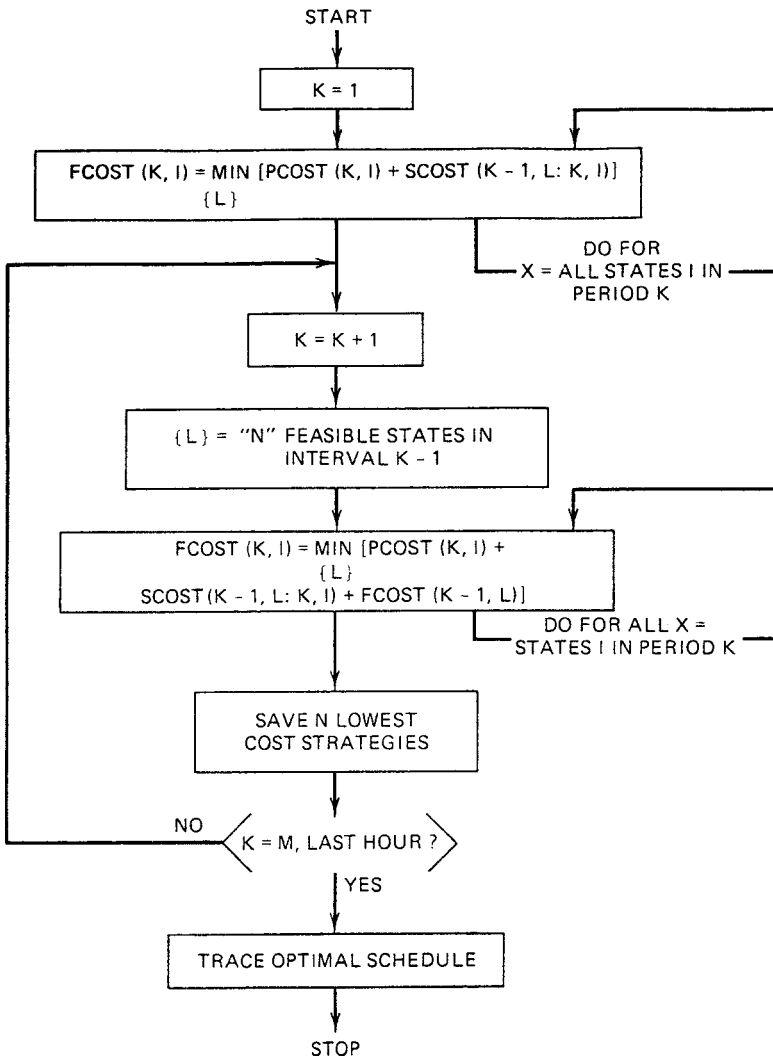 START
K = 1
FCOST (K, I) = MIN [PCOST (K, I) + SCOST (K - 1, L: K, I)]
{L}
DO FOR
X = ALL STATES I IN
PERIOD K
K = K + 1
{L} = "N" FEASIBLE STATES IN
INTERVAL K - 1
FCOST (K, I) = MIN [PCOST (K, I) +
{L}
SCOST (K - 1, L: K, I) + FCOST (K - 1, L)]
DO FOR ALL X =
STATES I IN PERIOD K
SAVE N LOWEST
COST STRATEGIES
NO
K = M, LAST HOUR ?
YES
TRACE OPTIMAL SCHEDULE
STOP